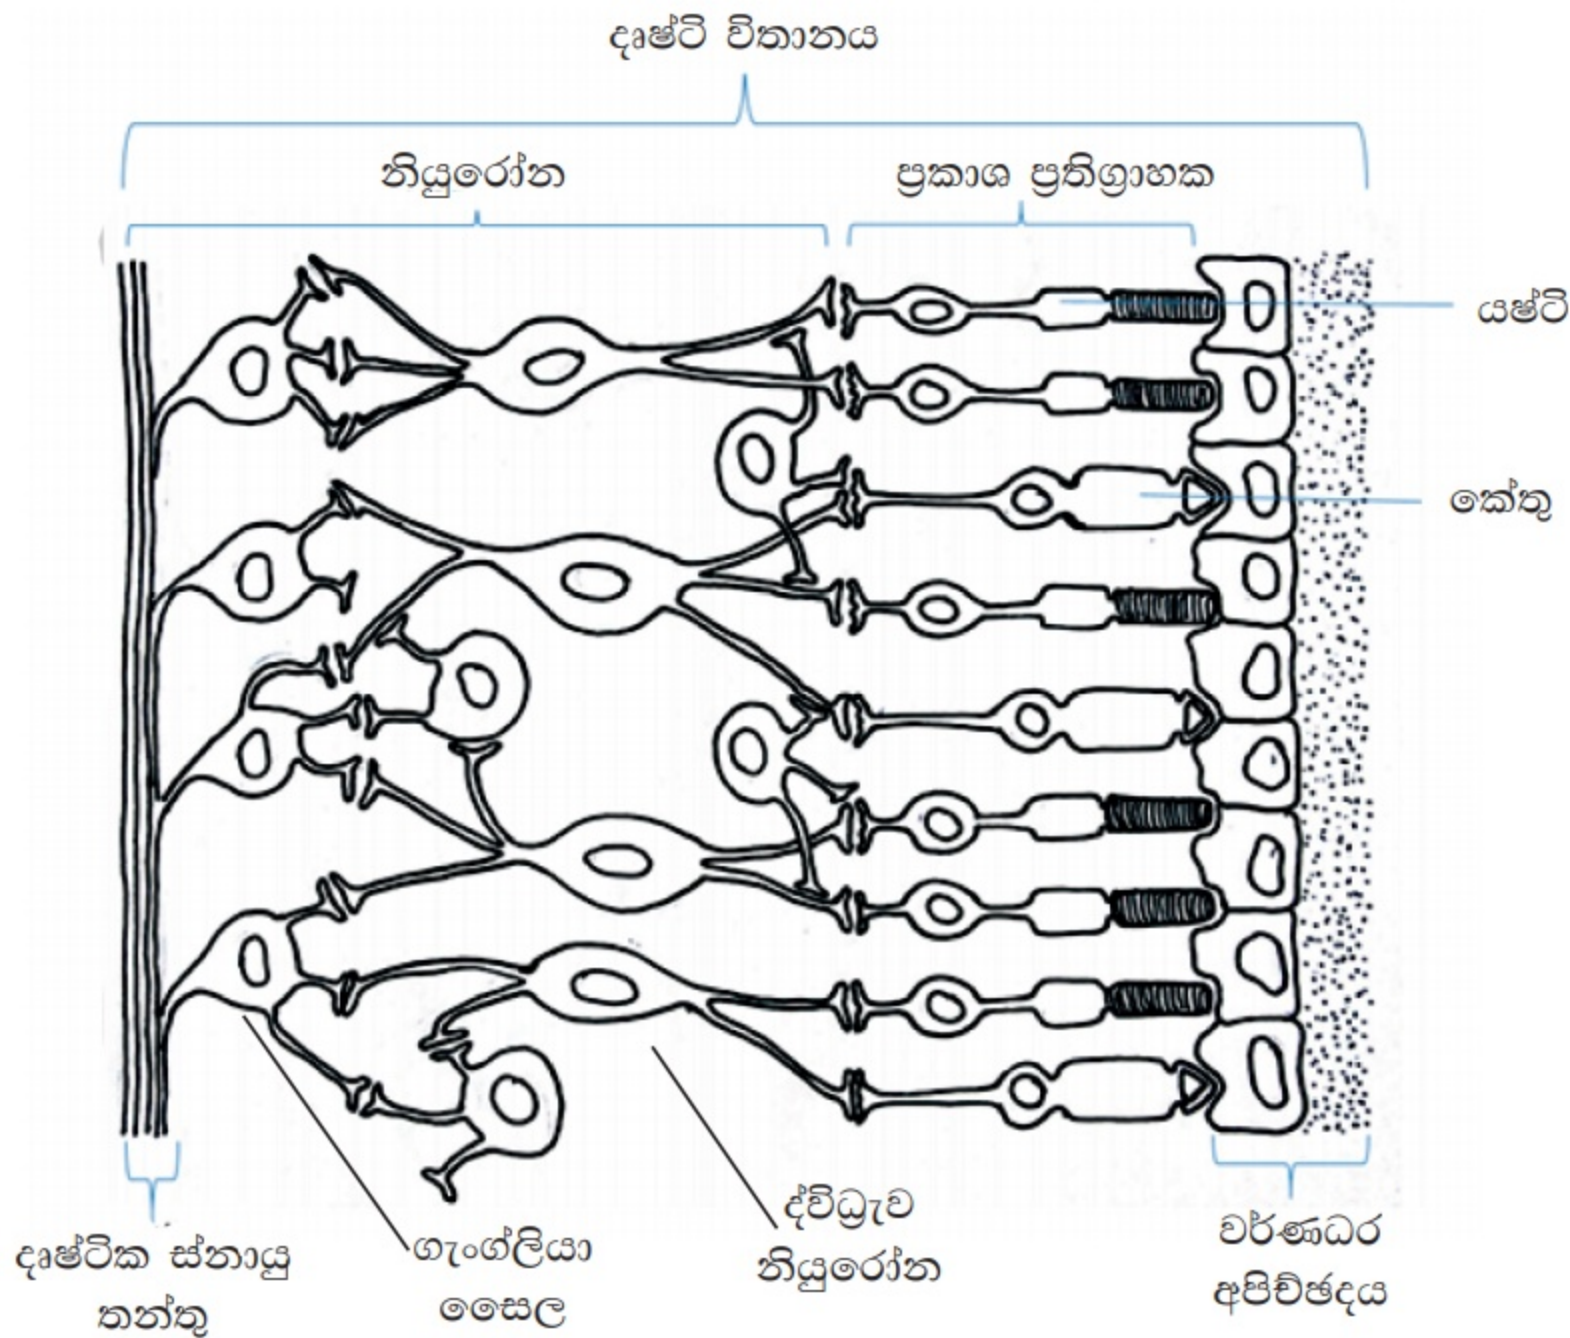 දෘෂ්ටි විතානය
නියුරෝන
ප්‍රකාශ ප්‍රතිග්‍රාහක
යෂ්ටි
කේතු
ද්විධ්‍රැව
නියුරෝන
වර්ණධර
අපිච්ඡදය
දෘෂ්ටික ස්නායු
තන්තු
ගැංග්ලියා
සෛල